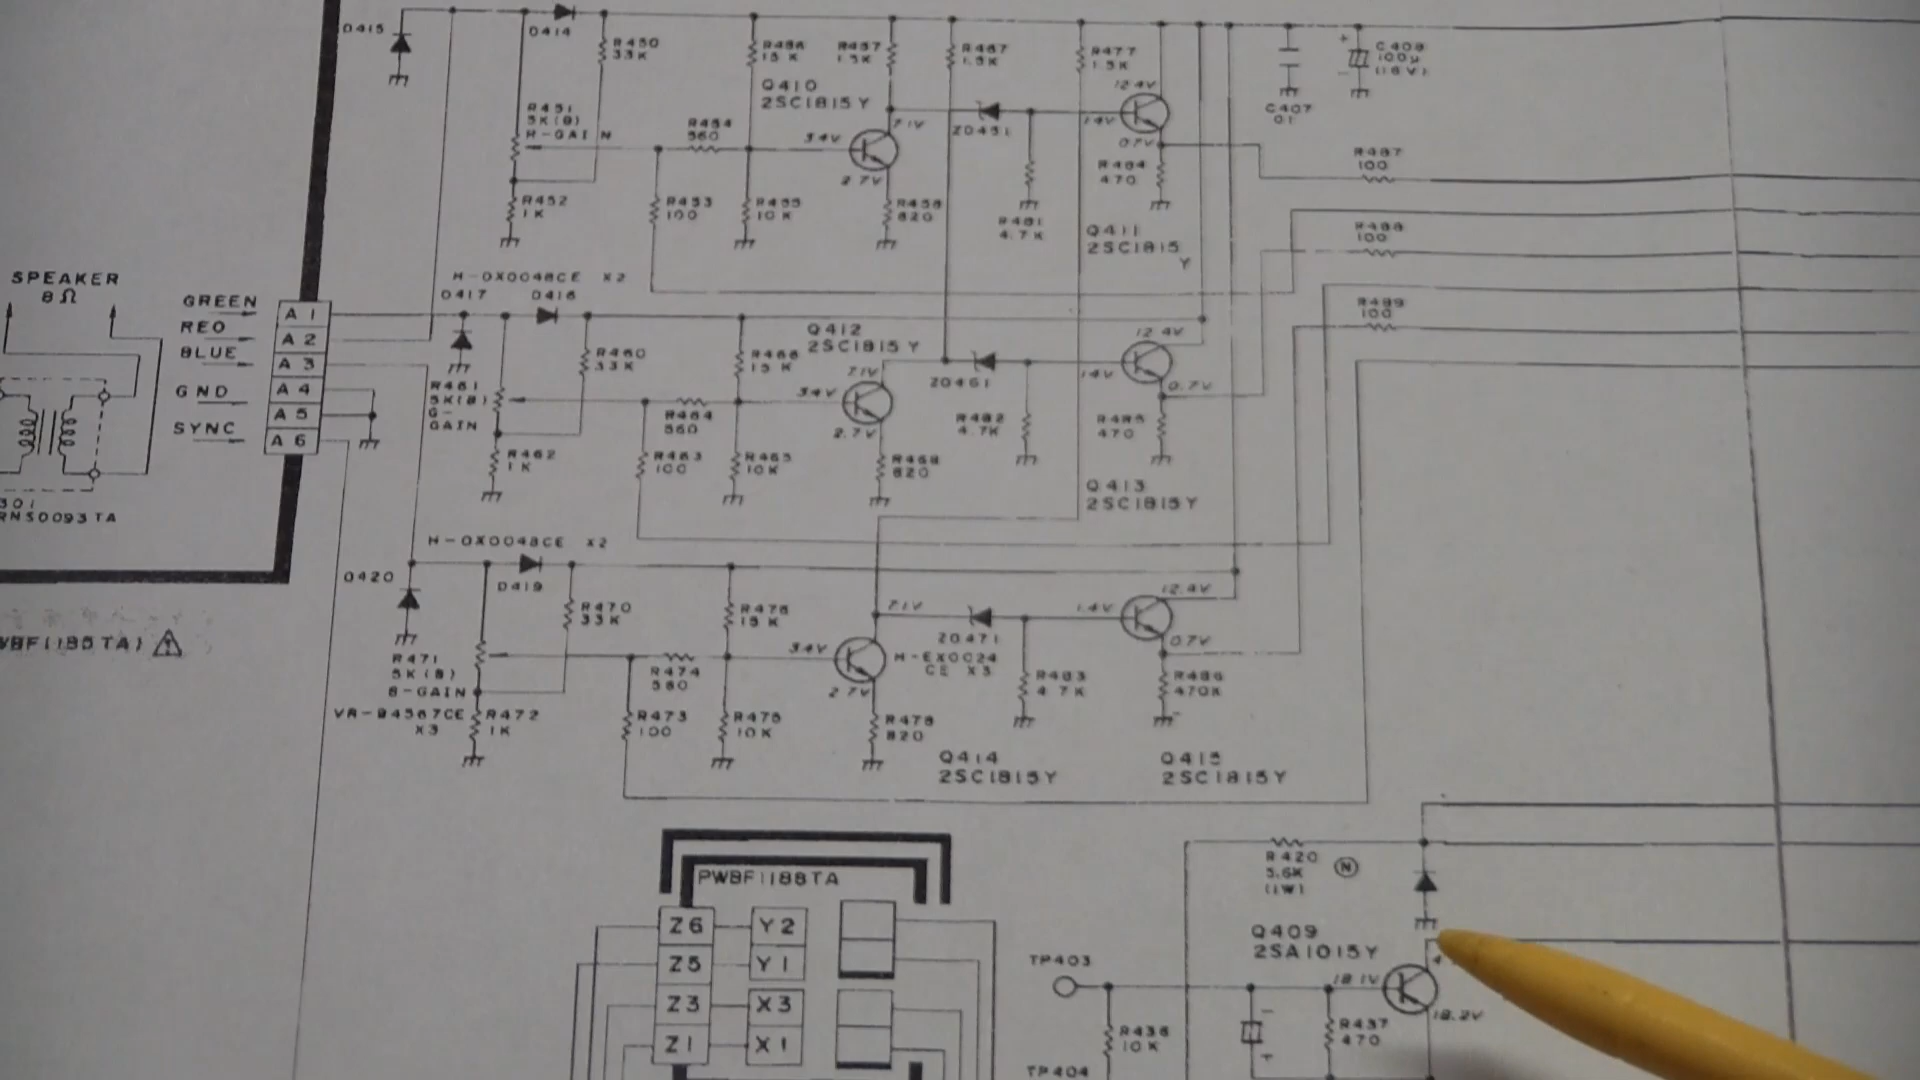 D415
D414
R450
33K
R456
15K
R457
1.5K
R467
1.5K
R477
1.5K
C408
100μ
(16V)
C407
Q410
2SC1815Y
12.4V
R451
5K(B)
R-GAIN
R454
560
7.1V
ZD451
1.4V
3.4V
0.7V
R487
100
2.7V
R484
470
R452
1K
R453
100
R455
10K
R458
820
R481
4.7K
Q411
2SC1815
Y
R488
100
SPEAKER
8Ω
H-DX0048CE X2
GREEN
A1
D417
D416
RED
A2
BLUE
A3
GND
A4
A5
SYNC
A6
R489
100
Q412
2SC1815Y
12.4V
R460
33K
R466
15K
7.1V
ZD461
1.4V
R461
5K(B)
G-
GAIN
3.4V
0.7V
R464
560
R482
4.7K
R485
470
2.7V
R462
1K
R463
100
R465
10K
R468
820
Q413
2SC1815Y
301
RNS0093TA
H-DX0048CE X2
D420
D419
R470
33K
R476
15K
7.1V
1.4V
12.4V
WBF1185TA)
ZD471
H-EX0024
CE X3
3.4V
0.7V
R471
5K(B)
B-GAIN
VR-B4567CE
X3
R474
560
2.7V
R483
4.7K
R486
470K
R472
1K
R473
100
R475
10K
R478
820
Q414
2SC1815Y
Q415
2SC1815Y
PWBF1188TA
R420
5.6K
(1W)
N
Z6
Y2
Z5
Y1
Z3
X3
Z1
X1
Q409
2SA1015Y
TP403
18.1V
18.2V
R436
10K
R437
470
TP404